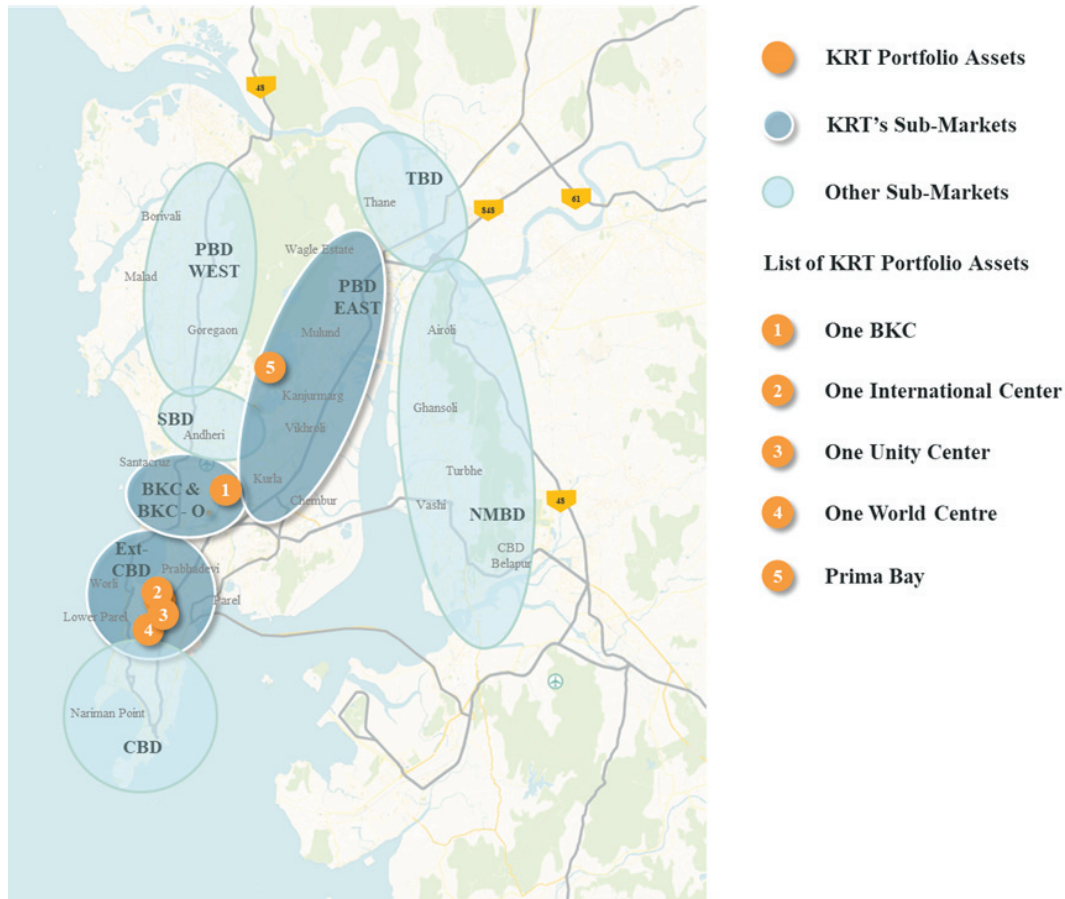 48
TBD
Thane
848
61
Borivali
PBD
WEST
Malad
Goregaon
Wagle Estate
PBD
EAST
Mulund
Airoli
5
Kanjurmarg
Ghansoli
SBD
Andheri
Vikhroli
Santacruz
Kurla
Turbhe
BKC &
BKC - O
1
Chembur
Vashi
NMBD
48
CBD
Belapur
Ext-
CBD
Prabhadevi
Worli
2
Parel
Lower Parel
3
4
Nariman Point
CBD
KRT Portfolio Assets
KRT's Sub-Markets
Other Sub-Markets
List of KRT Portfolio Assets
1 One BKC
2 One International Center
3 One Unity Center
4 One World Centre
5 Prima Bay